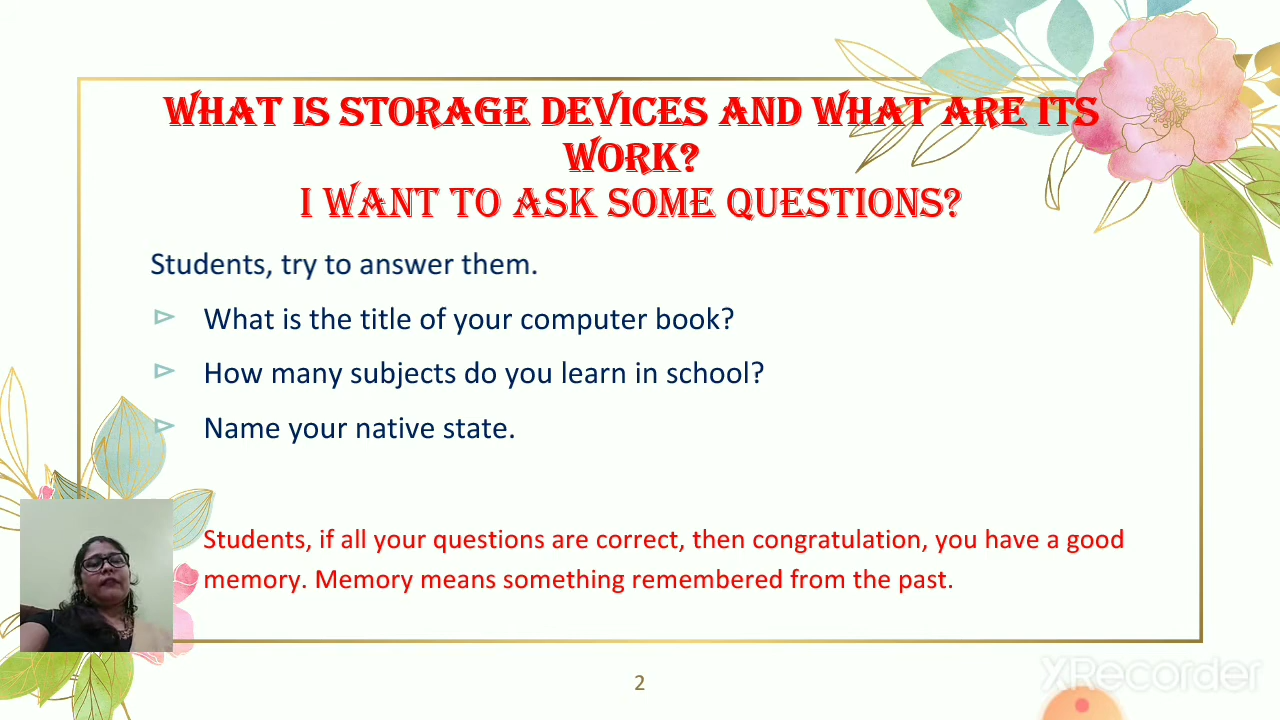 WHAT IS STORAGE DEVICES AND WHAT ARE ITS
WORK?
I WANT TO ASK SOME QUESTIONS?
Students, try to answer them.
What is the title of your computer book?
How many subjects do you learn in school?
Name your native state.
Students, if all your questions are correct, then congratulation, you have a good
memory. Memory means something remembered from the past.
2
XRecorder